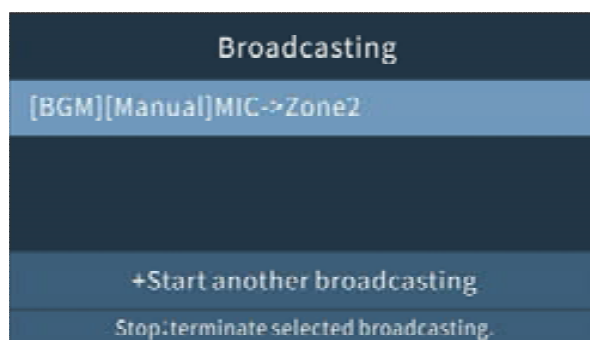 Broadcasting
[BGM][Manual]MIC->Zone2
+Start another broadcasting
Stop:terminate selected broadcasting.